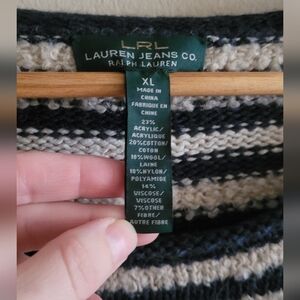 LRL
LAUREN JEANS CO.
RALPH LAUREN
XL
MADE IN
CHINA
FABRIQUE EN
CHINE
23%
ACRYLIC/
ACRYLIQUE
20%COTTON/
COTON
18%WOOL/
LAINE
18%NYLON/
POLYAMIDE
14%
VISCOSE/
VISCOSE
7%OTHER
FIBRE/
AUTRE FIBRE